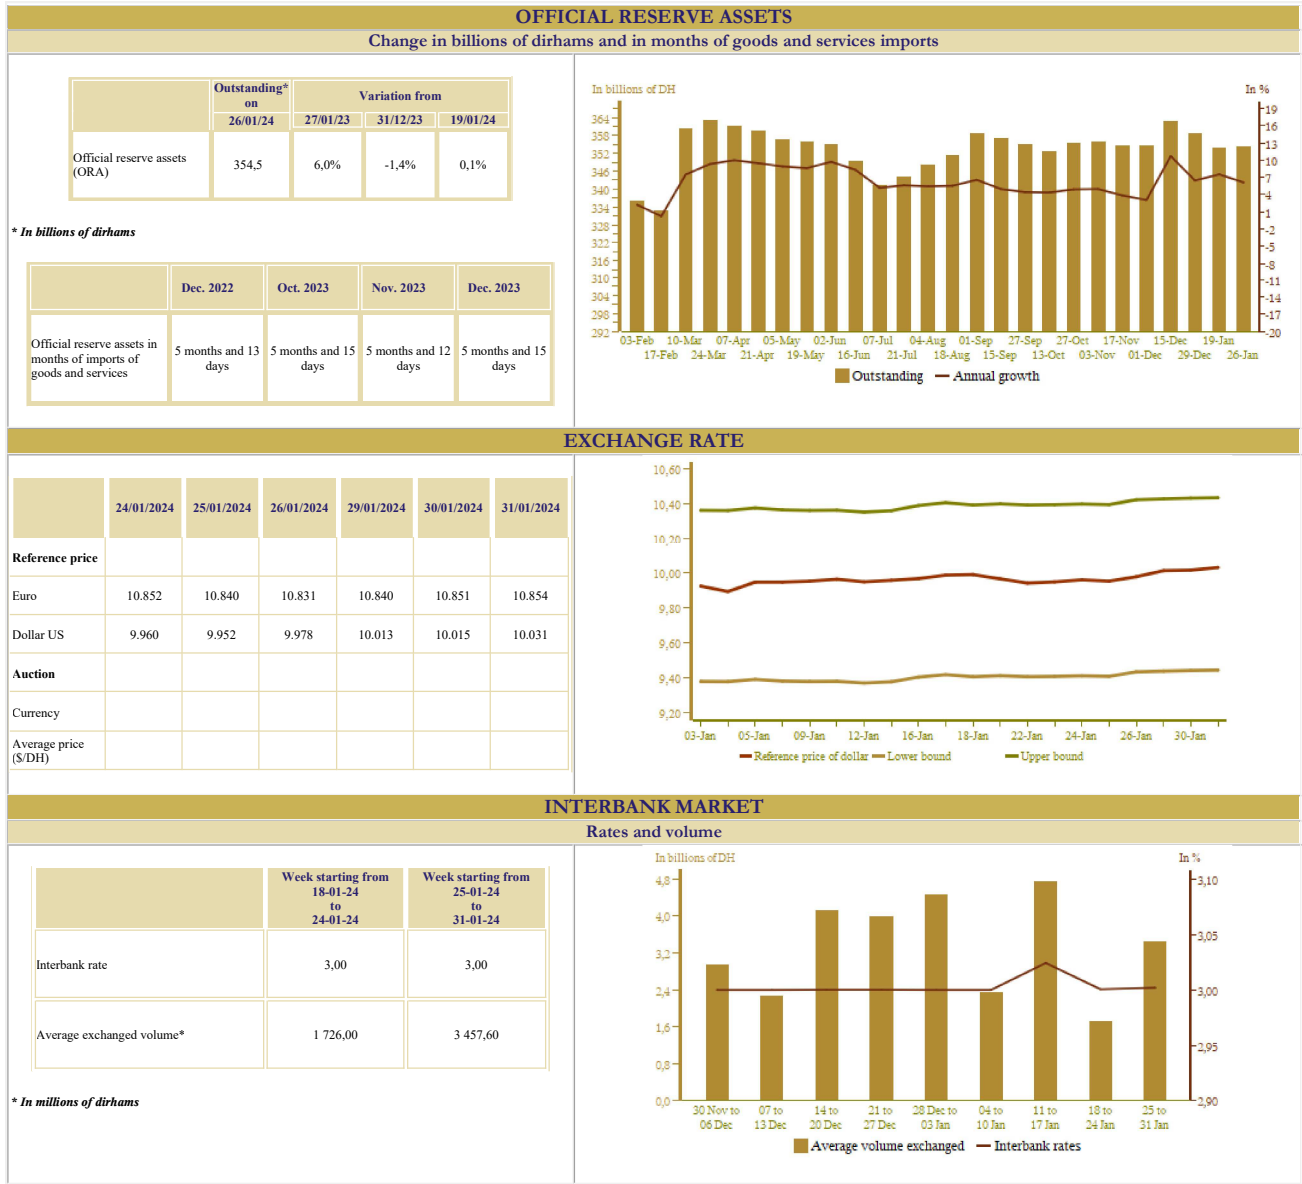 OFFICIAL RESERVE ASSETS
Change in billions of dirhams and in months of goods and services imports
Outstanding*
on
Variation from
26/01/24 27/01/23 31/12/23 19/01/24
Official reserve assets
(ORA)
354,5 6,0% -1,4% 0,1%
* In billions of dirhams
Dec. 2022 Oct. 2023 Nov. 2023 Dec. 2023
Official reserve assets in
months of imports of
goods and services
5 months and 13 5 months and 15 5 months and 12 5 months and 15
days days days days
In billions of DH
In %
364
358
352
346
340
334
328
322
316
310
304
298
292
19
16
13
10
7
4
1
-2
-5
-8
-11
-14
-17
-20
03-Feb 10-Mar 07-Apr 05-May 02-Jun 07-Jul 04-Aug 01-Sep 27-Sep 27-Oct 17-Nov 15-Dec 19-Jan
17-Feb 24-Mar 21-Apr 19-May 16-Jun 21-Jul 18-Aug 15-Sep 13-Oct 03-Nov 01-Dec 29-Dec 26-Jan
Outstanding Annual growth
EXCHANGE RATE
24/01/2024 25/01/2024 26/01/2024 29/01/2024 30/01/2024 31/01/2024
Reference price
Euro 10.852 10.840 10.831 10.840 10.851 10.854
Dollar US 9.960 9.952 9.978 10.013 10.015 10.031
Auction
Currency
Average price
($/DH)
10,60
10,40
10,20
10,00
9,80
9,60
9,40
9,20
03-Jan 05-Jan 09-Jan 12-Jan 16-Jan 18-Jan 22-Jan 24-Jan 26-Jan 30-Jan
Reference price of dollar Lower bound Upper bound
INTERBANK MARKET
Rates and volume
Week starting from Week starting from
18-01-24 25-01-24
to to
24-01-24 31-01-24
Interbank rate 3,00 3,00
Average exchanged volume* 1 726,00 3 457,60
* In millions of dirhams
In billions of DH
In %
4,8
4,0
3,2
2,4
1,6
0,8
0,0
3,10
3,05
3,00
2,95
2,90
30 Nov to 07 to 14 to 21 to 28 Dec to 04 to 11 to 18 to 25 to
06 Dec 13 Dec 20 Dec 27 Dec 03 Jan 10 Jan 17 Jan 24 Jan 31 Jan
Average volume exchanged Interbank rates